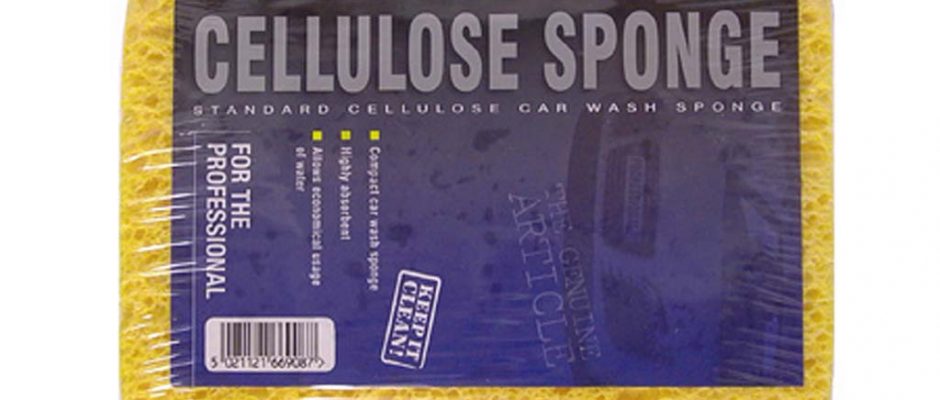 CELLULOSE SPONGE
STANDARD CELLULOSE CAR WASH SPONGE
Compact car wash sponge
Highly absorbent
Allows economical usage
of water
FOR THE
PROFESSIONAL
THE GENUINE
ARTICLE
KEEP IT
CLEAN!
5 021121 669087 >